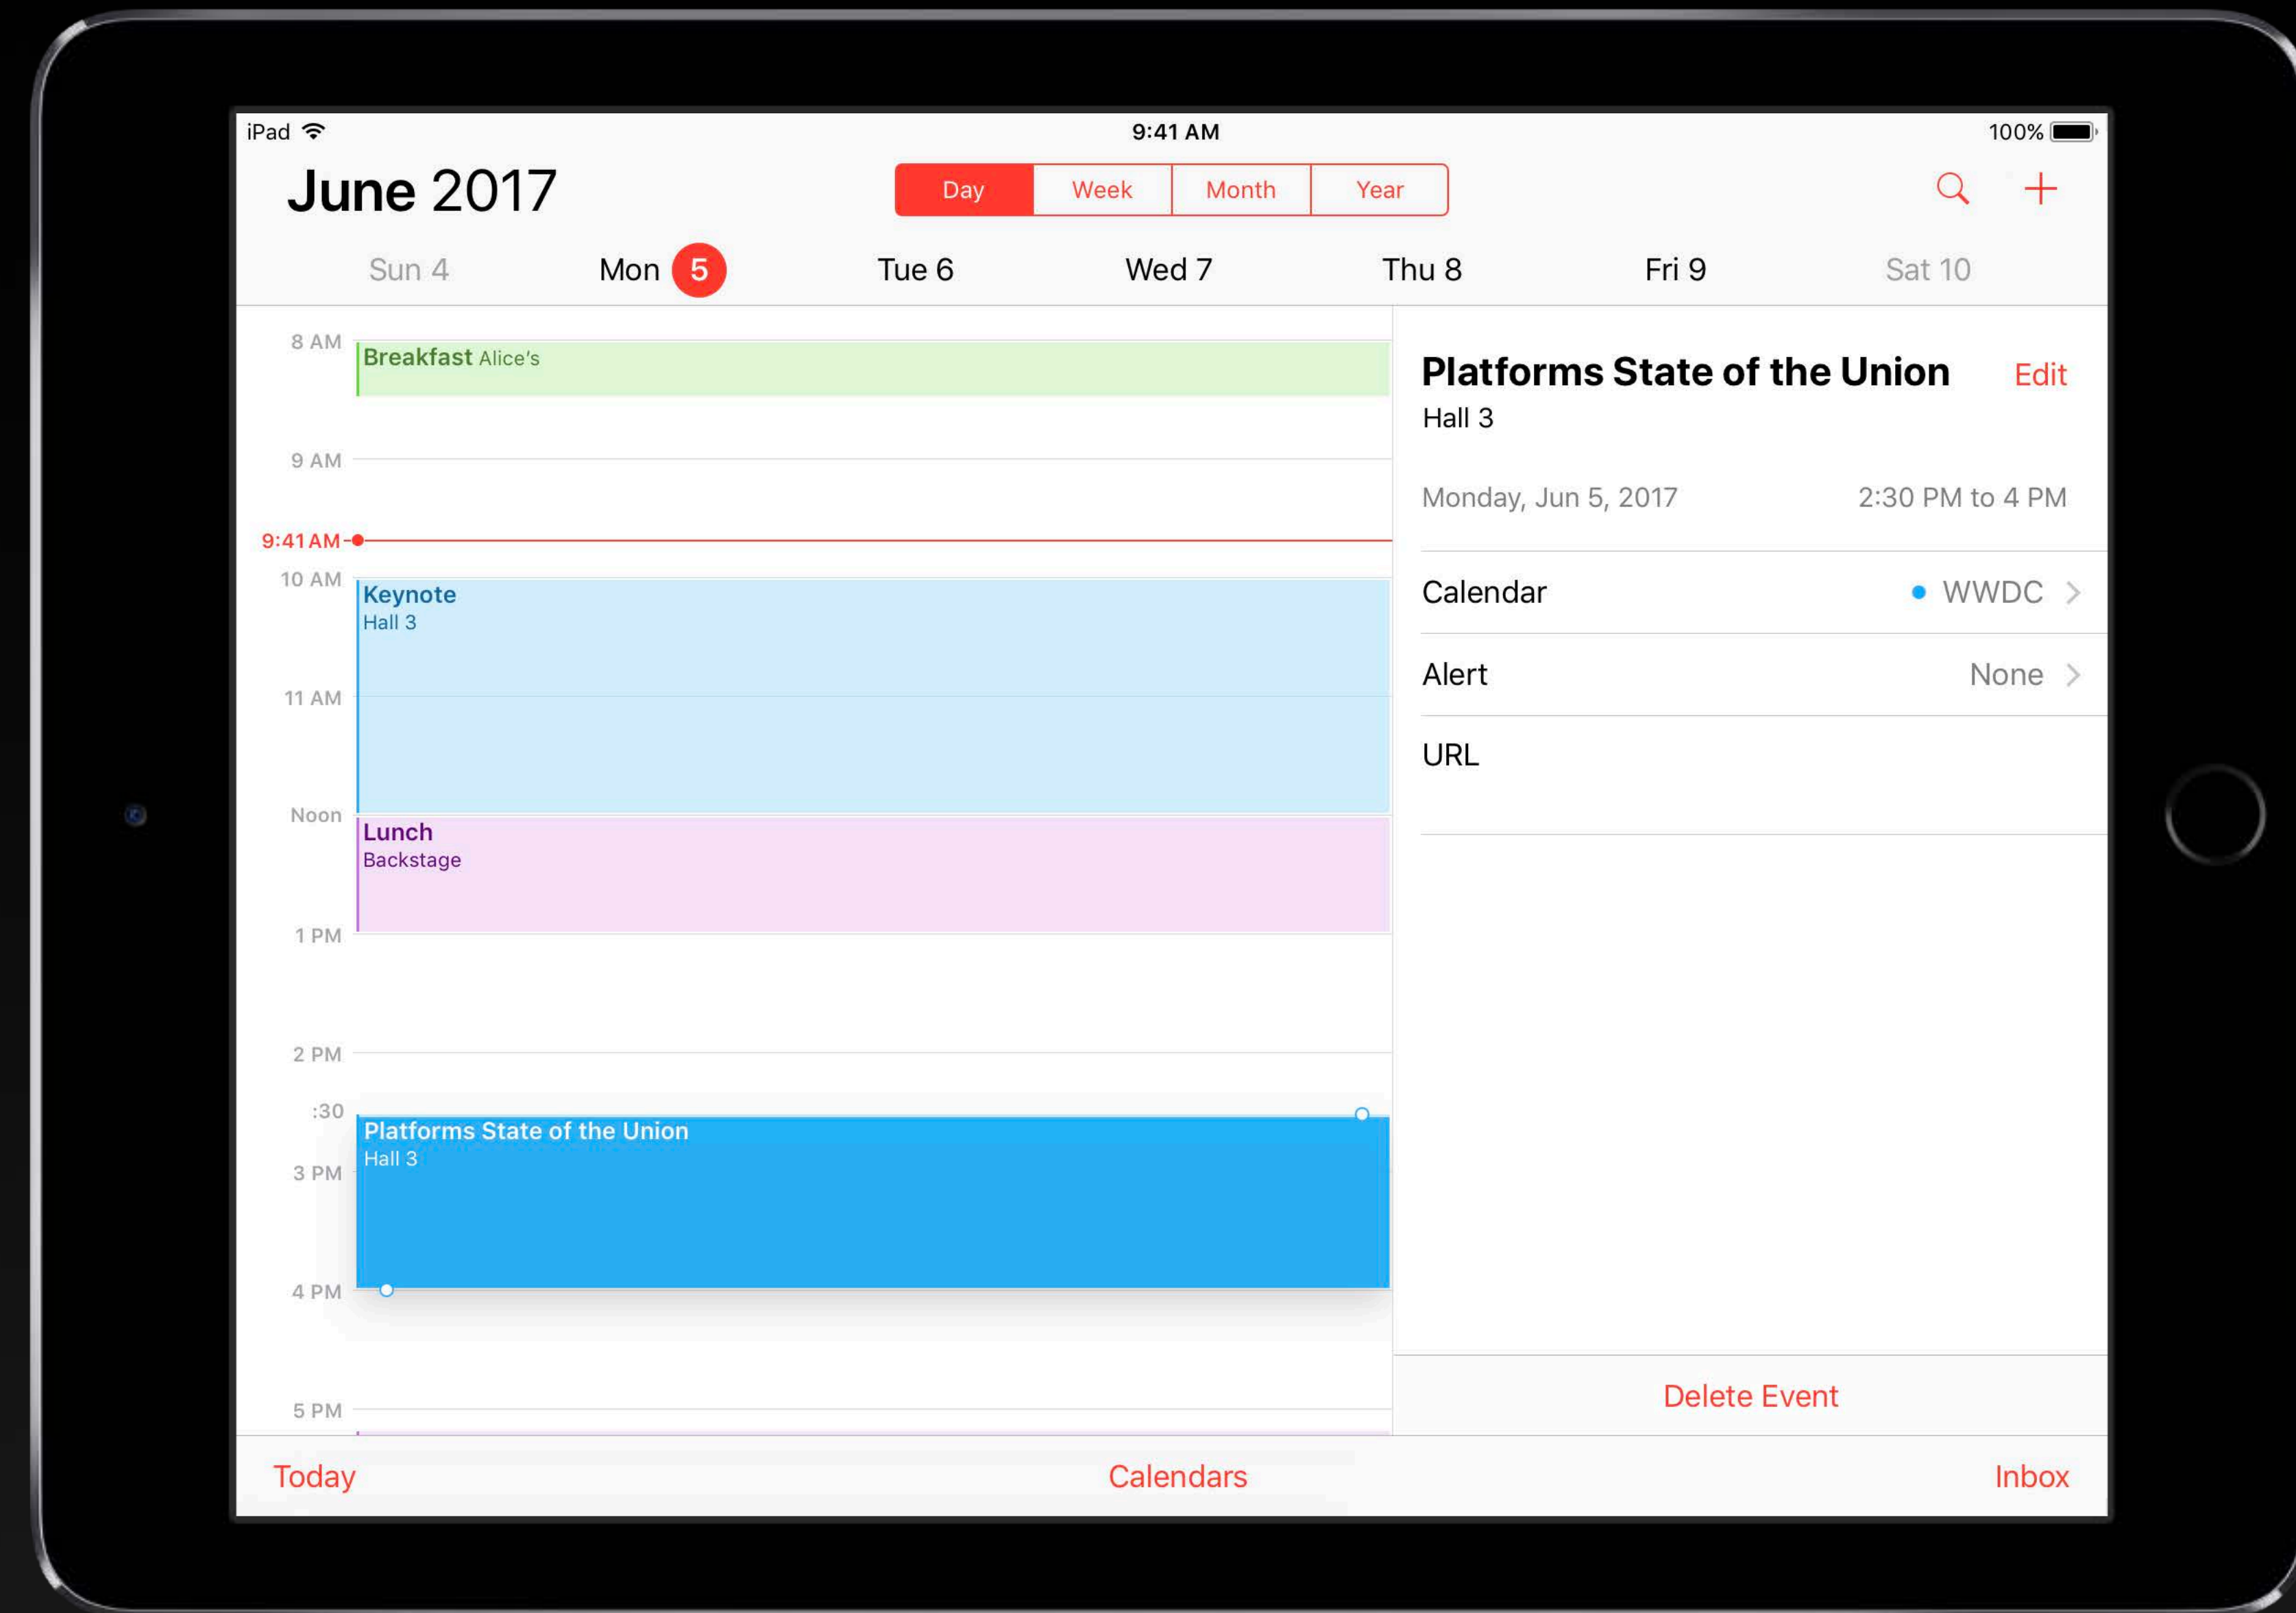 iPad 9:41 AM 100%
June 2017 Day Week Month Year
Sun 4 Mon 5 Tue 6 Wed 7 Thu 8 Fri 9 Sat 10
8 AM
Breakfast Alice's
9 AM
9:41 AM
10 AM
Keynote
Hall 3
11 AM
Noon
Lunch
Backstage
1 PM
2 PM
:30
Platforms State of the Union
Hall 3
3 PM
4 PM
5 PM
Platforms State of the Union Edit
Hall 3
Monday, Jun 5, 2017 2:30 PM to 4 PM
Calendar WWDC
Alert None
URL
Delete Event
Today Calendars Inbox